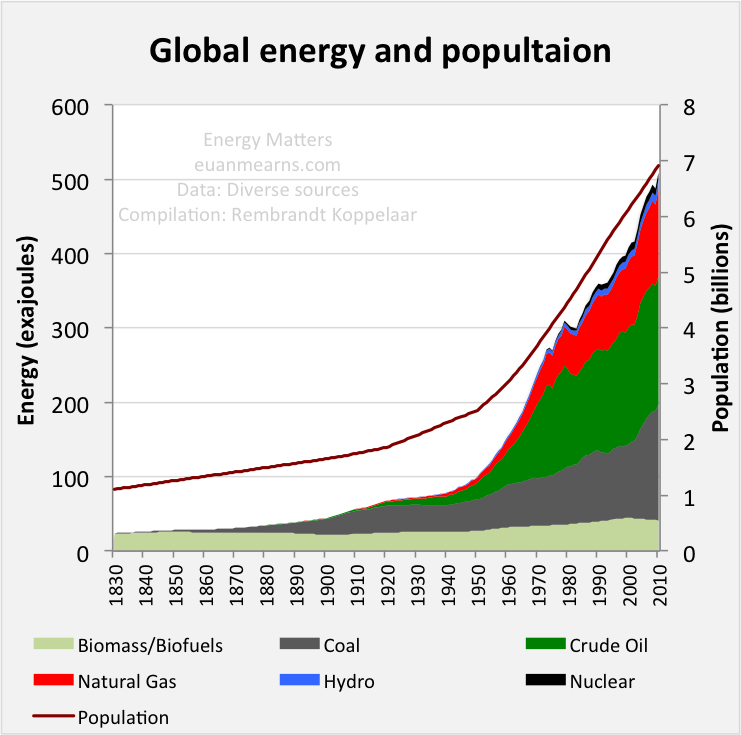 Global energy and popultaion
Energy Matters
euanmearns.com
Data: Diverse sources
Compilation: Rembrandt Koppelaar
Energy (exajoules)
600
500
400
300
200
100
0
Population (billions)
8
7
6
5
4
3
2
1
0
1830
1840
1850
1860
1870
1880
1890
1900
1910
1920
1930
1940
1950
1960
1970
1980
1990
2000
2010
Biomass/Biofuels
Coal
Crude Oil
Natural Gas
Hydro
Nuclear
Population